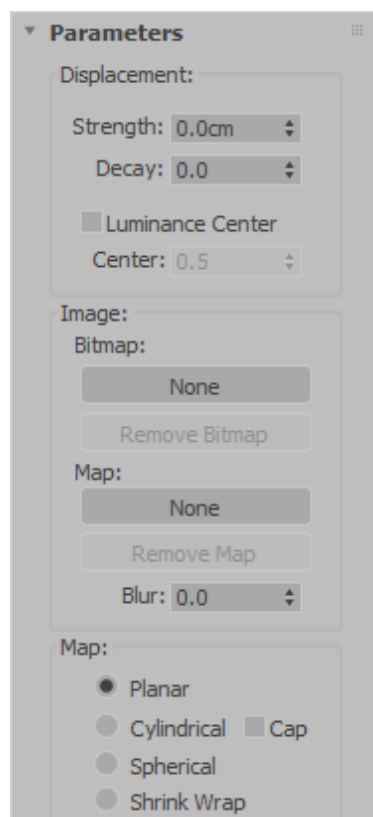 Parameters
Displacement:
Strength: 0.0cm
Decay: 0.0
Luminance Center
Center: 0.5
Image:
Bitmap:
None
Remove Bitmap
Map:
None
Remove Map
Blur: 0.0
Map:
Planar
Cylindrical Cap
Spherical
Shrink Wrap